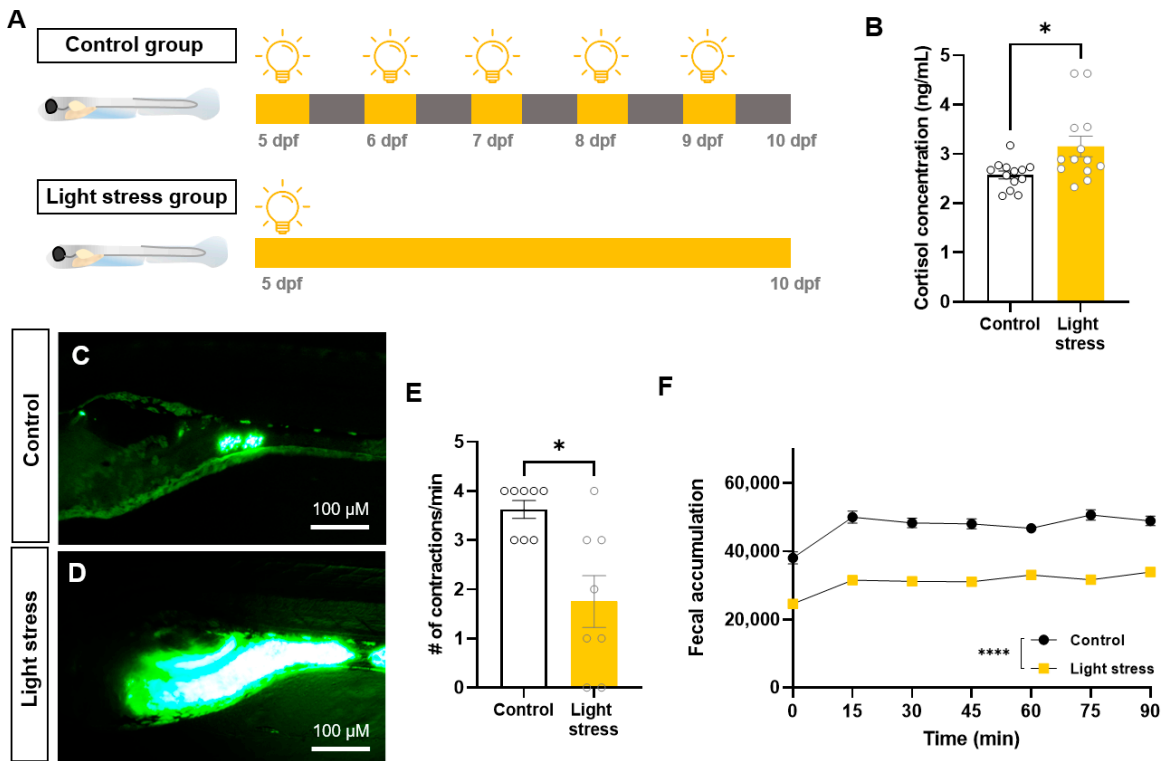 A
Control group
5 dpf 6 dpf 7 dpf 8 dpf 9 dpf 10 dpf
Light stress group
5 dpf 10 dpf
B
Cortisol concentration (ng/mL)
5
4
3
2
1
0
*
Control
Light
stress
Control
C
100 µM
Light stress
D
100 µM
E
# of contractions/min
5
4
3
2
1
0
*
Control
Light
stress
F
Fecal accumulation
60,000
40,000
20,000
0
**** Control
Light stress
0 15 30 45 60 75 90
Time (min)